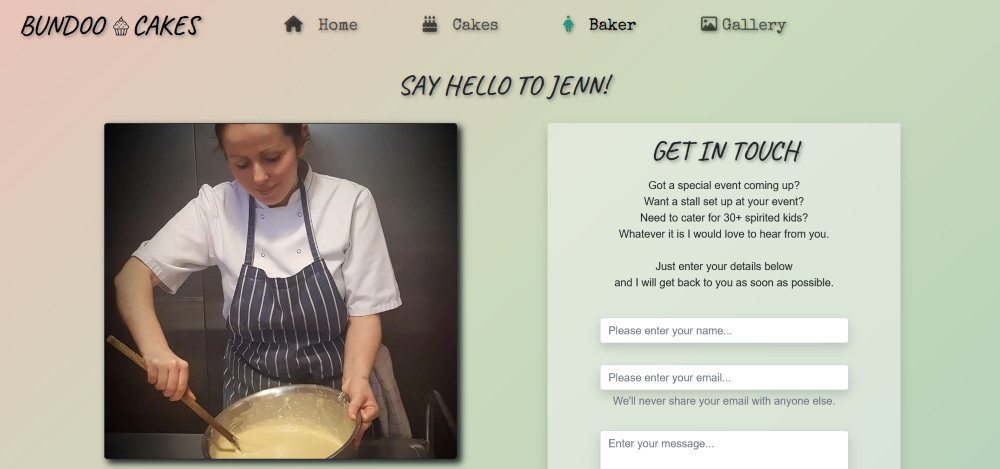 BUNDOO CAKES
Home
Cakes
Baker
Gallery
SAY HELLO TO JENN!
GET IN TOUCH
Got a special event coming up?
Want a stall set up at your event?
Need to cater for 30+ spirited kids?
Whatever it is I would love to hear from you.
Just enter your details below
and I will get back to you as soon as possible.
Please enter your name...
Please enter your email...
We'll never share your email with anyone else.
Enter your message...